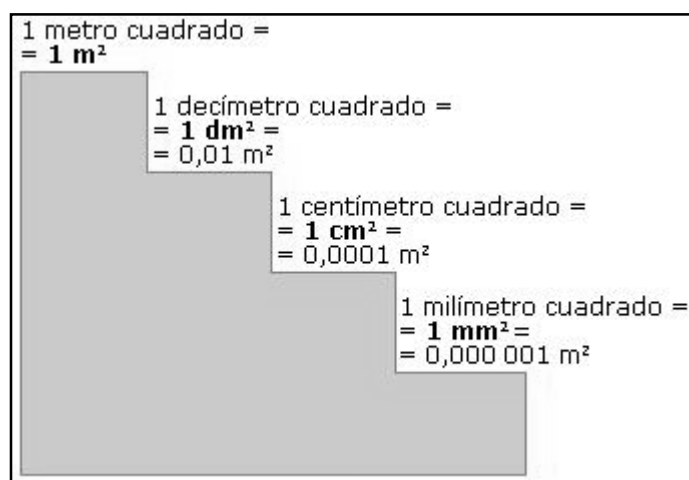 1 metro cuadrado =
= 1 m²
1 decímetro cuadrado =
= 1 dm² =
= 0,01 m²
1 centímetro cuadrado =
= 1 cm² =
= 0,0001 m²
1 milímetro cuadrado =
= 1 mm² =
= 0,000 001 m²